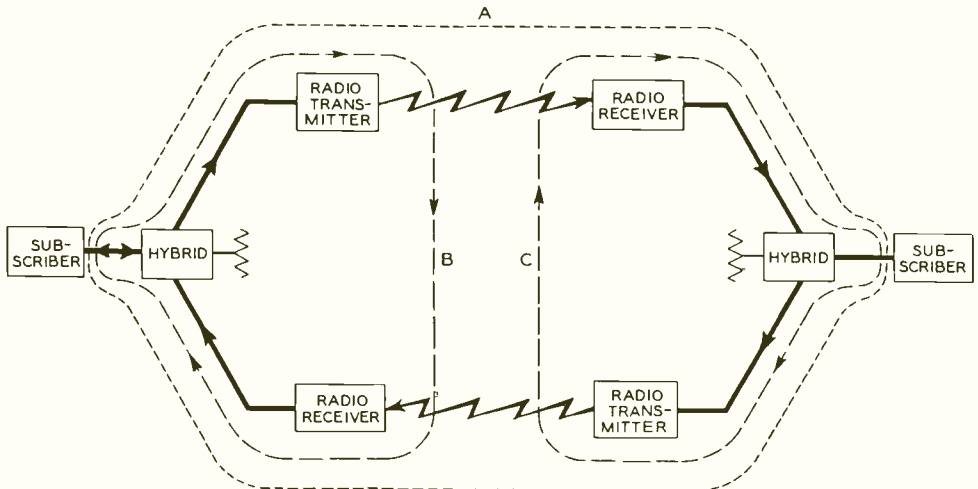 A
RADIO
TRANS-
MITTER
RADIO
RECEIVER
SUB-
SCRIBER
HYBRID
B
C
HYBRID
SUB-
SCRIBER
RADIO
RECEIVER
RADIO
TRANS-
MITTER